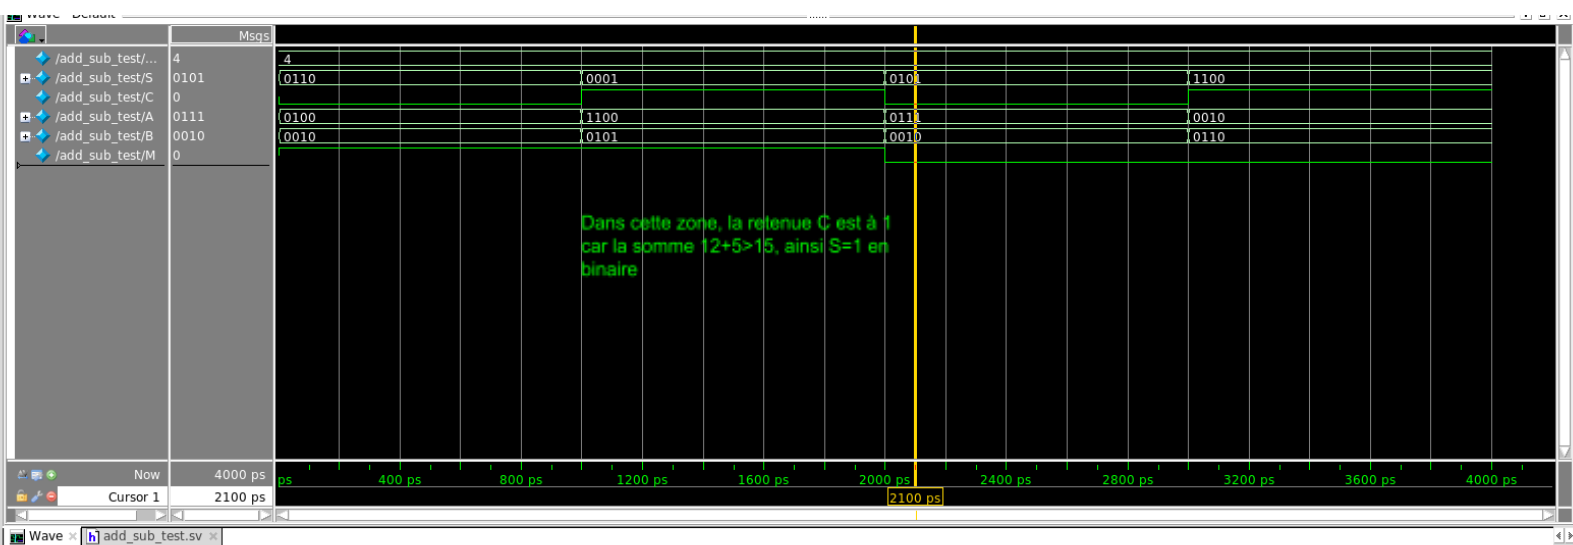 Wave - Default
Msgs
/add_sub_test/... 4 4
/add_sub_test/S 0101 0110 0001 0101 1100
/add_sub_test/C 0
/add_sub_test/A 0111 0100 1100 0111 0010
/add_sub_test/B 0010 0010 0101 0010 0110
/add_sub_test/M 0
Dans cette zone, la retenue C est à 1
car la somme 12+5>15, ainsi S=1 en
binaire
Now 4000 ps ps 400 ps 800 ps 1200 ps 1600 ps 2000 ps 2400 ps 2800 ps 3200 ps 3600 ps 4000 ps
Cursor 1 2100 ps 2100 ps
Wave h] add_sub_test.sv